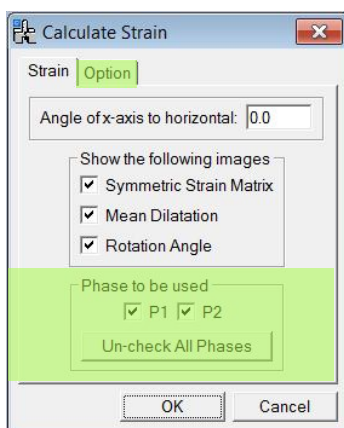 Calculate Strain
Strain Option
Angle of x-axis to horizontal: 0.0
Show the following images
Symmetric Strain Matrix
Mean Dilatation
Rotation Angle
Phase to be used
P1 P2
Un-check All Phases
OK Cancel